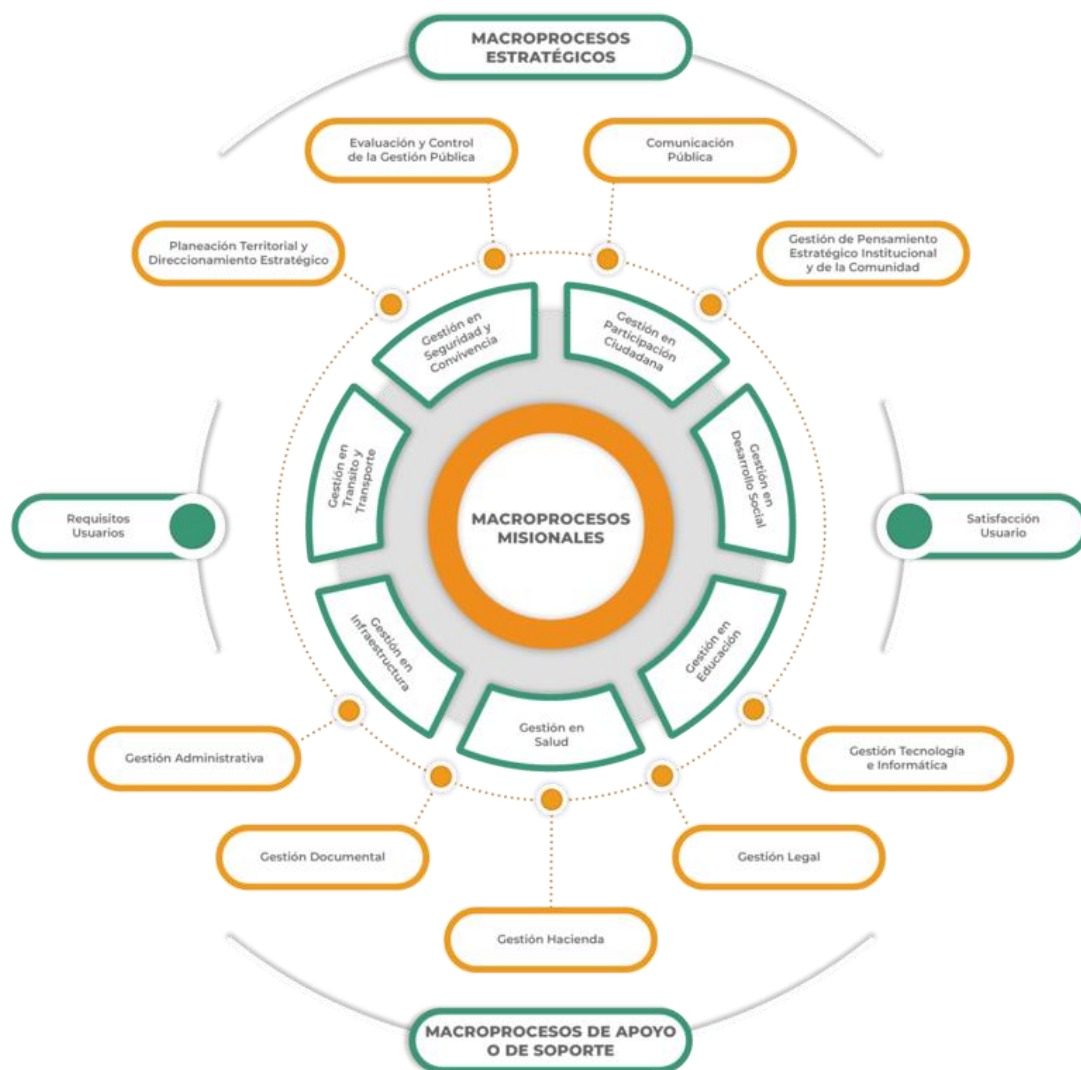 MACROPROCESOS
ESTRATÉGICOS
Evaluación y Control
de la Gestión Pública
Comunicación
Pública
Planeación Territorial y
Direccionamiento Estratégico
Gestión de Pensamiento
Estratégico Institucional
y de la Comunidad
Gestión en
Seguridad y
Convivencia
Gestión en
Participación
Ciudadana
Gestión en
Transito y
Transporte
Gestión en
Desarrollo Social
Requisitos
Usuarios
MACROPROCESOS
MISIONALES
Satisfacción
Usuario
Gestión en
Infraestructura
Gestión en
Educación
Gestión en
Salud
Gestión Administrativa
Gestión Tecnología
e Informática
Gestión Documental
Gestión Legal
Gestión Hacienda
MACROPROCESOS DE APOYO
O DE SOPORTE